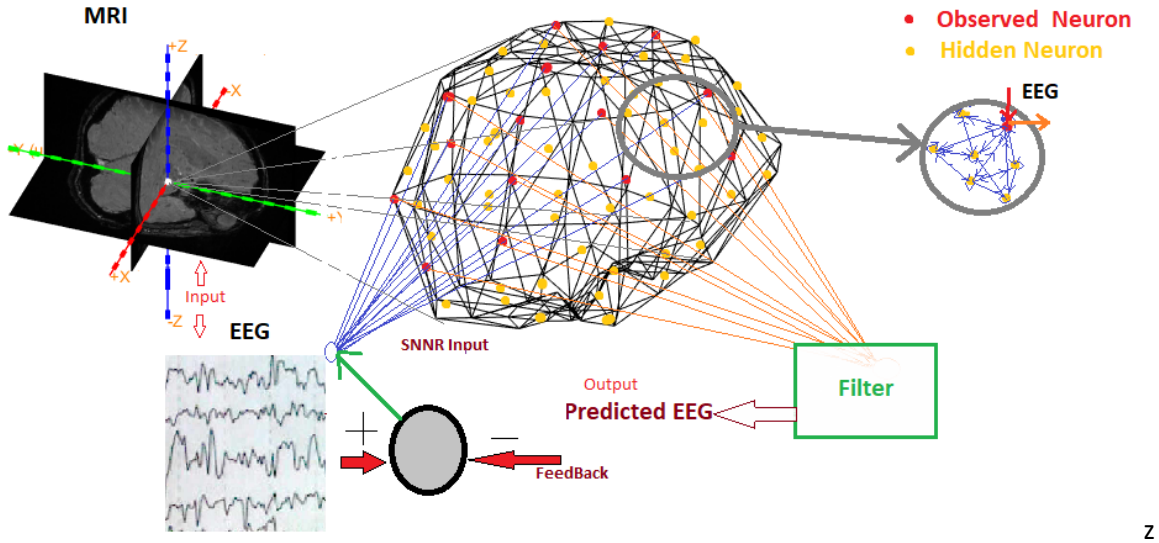 MRI
Observed Neuron
Hidden Neuron
+Z
-X
EEG
+X
Input
-Z
EEG
SNNR Input
Output
Predicted EEG
Filter
+
−
FeedBack
z